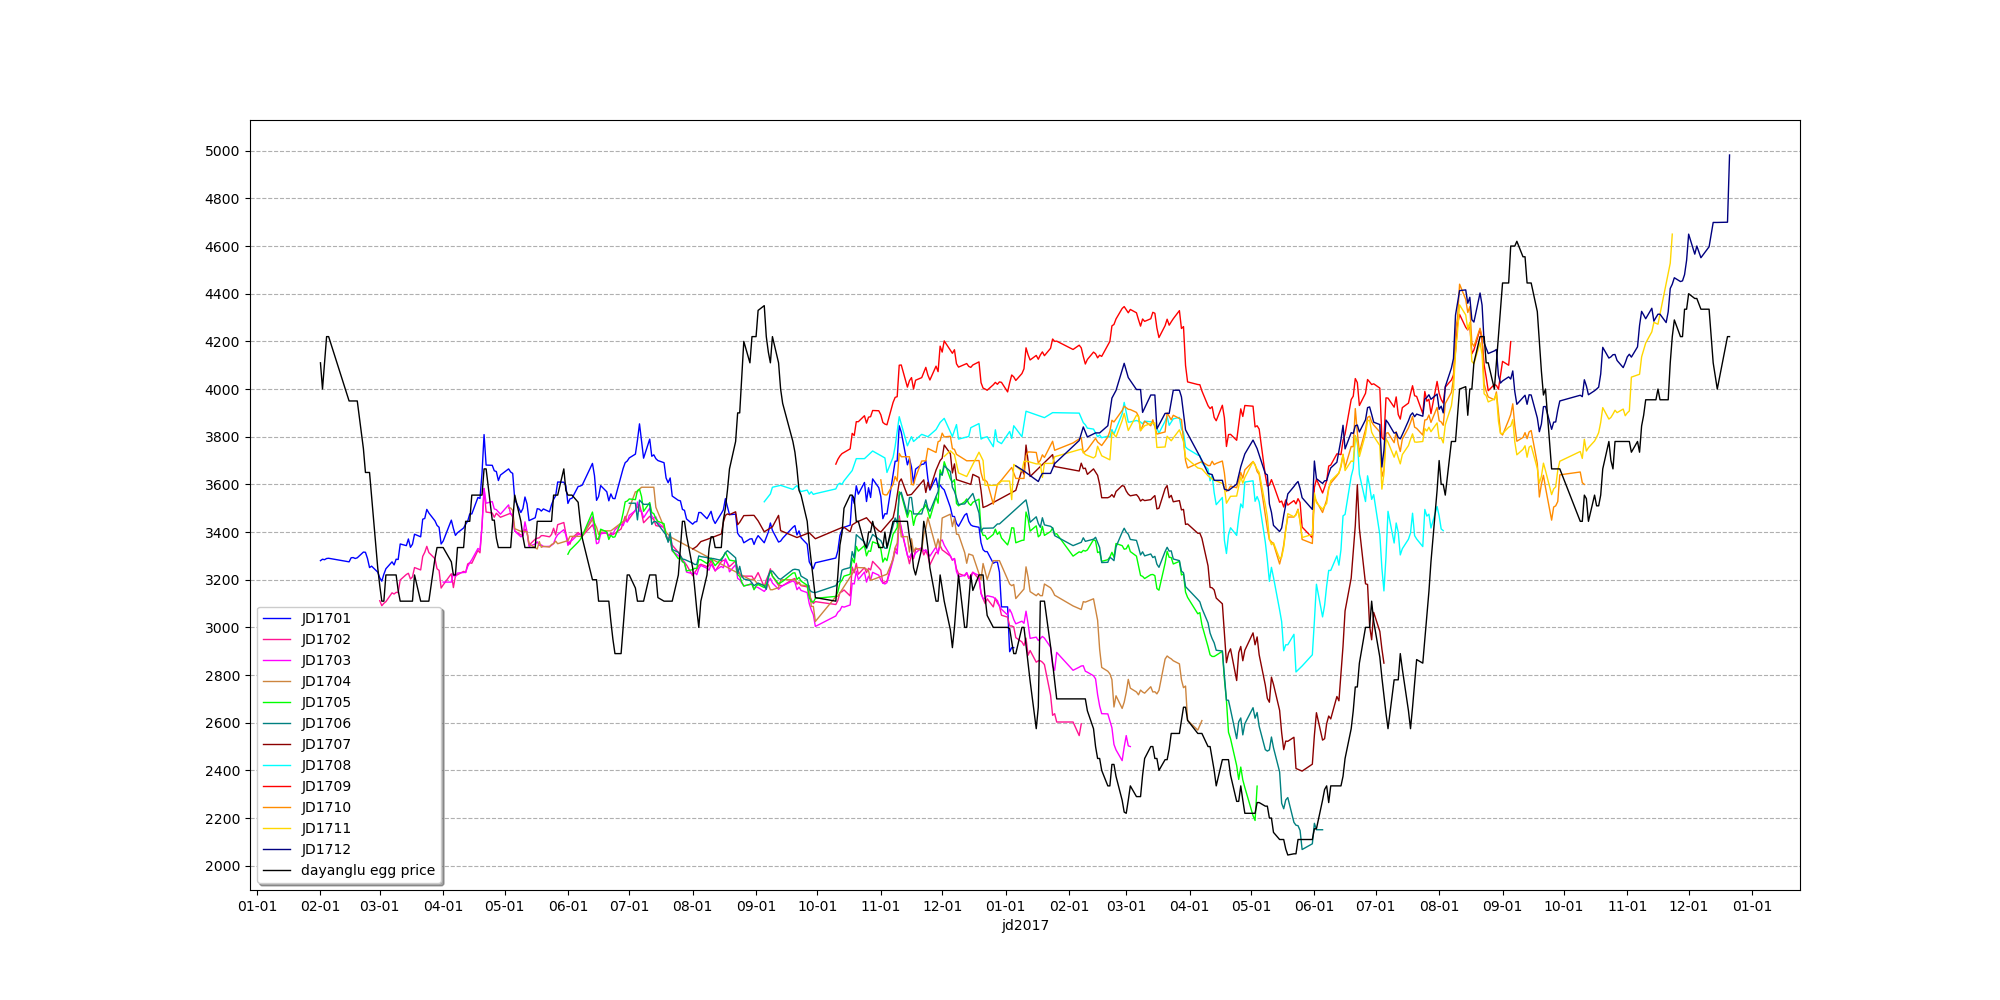 5000
4800
4600
4400
4200
4000
3800
3600
3400
3200
3000
2800
2600
2400
2200
2000
JD1701
JD1702
JD1703
JD1704
JD1705
JD1706
JD1707
JD1708
JD1709
JD1710
JD1711
JD1712
dayanglu egg price
01-01 02-01 03-01 04-01 05-01 06-01 07-01 08-01 09-01 10-01 11-01 12-01 01-01 02-01 03-01 04-01 05-01 06-01 07-01 08-01 09-01 10-01 11-01 12-01 01-01
jd2017